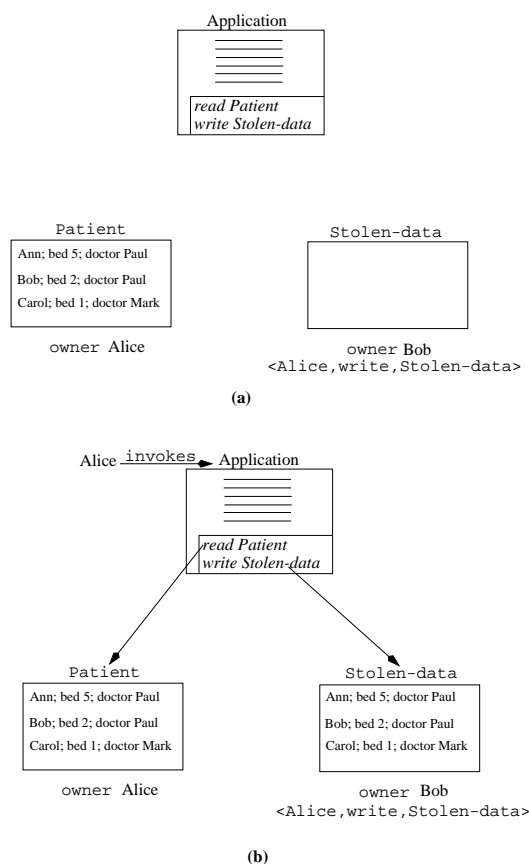 Application
read Patient
write Stolen-data
Patient
Ann; bed 5; doctor Paul
Bob; bed 2; doctor Paul
Carol; bed 1; doctor Mark
owner Alice
Stolen-data
owner Bob
<Alice,write,Stolen-data>
(a)
Alice invokes Application
read Patient
write Stolen-data
Patient
Ann; bed 5; doctor Paul
Bob; bed 2; doctor Paul
Carol; bed 1; doctor Mark
owner Alice
Stolen-data
Ann; bed 5; doctor Paul
Bob; bed 2; doctor Paul
Carol; bed 1; doctor Mark
owner Bob
<Alice,write,Stolen-data>
(b)